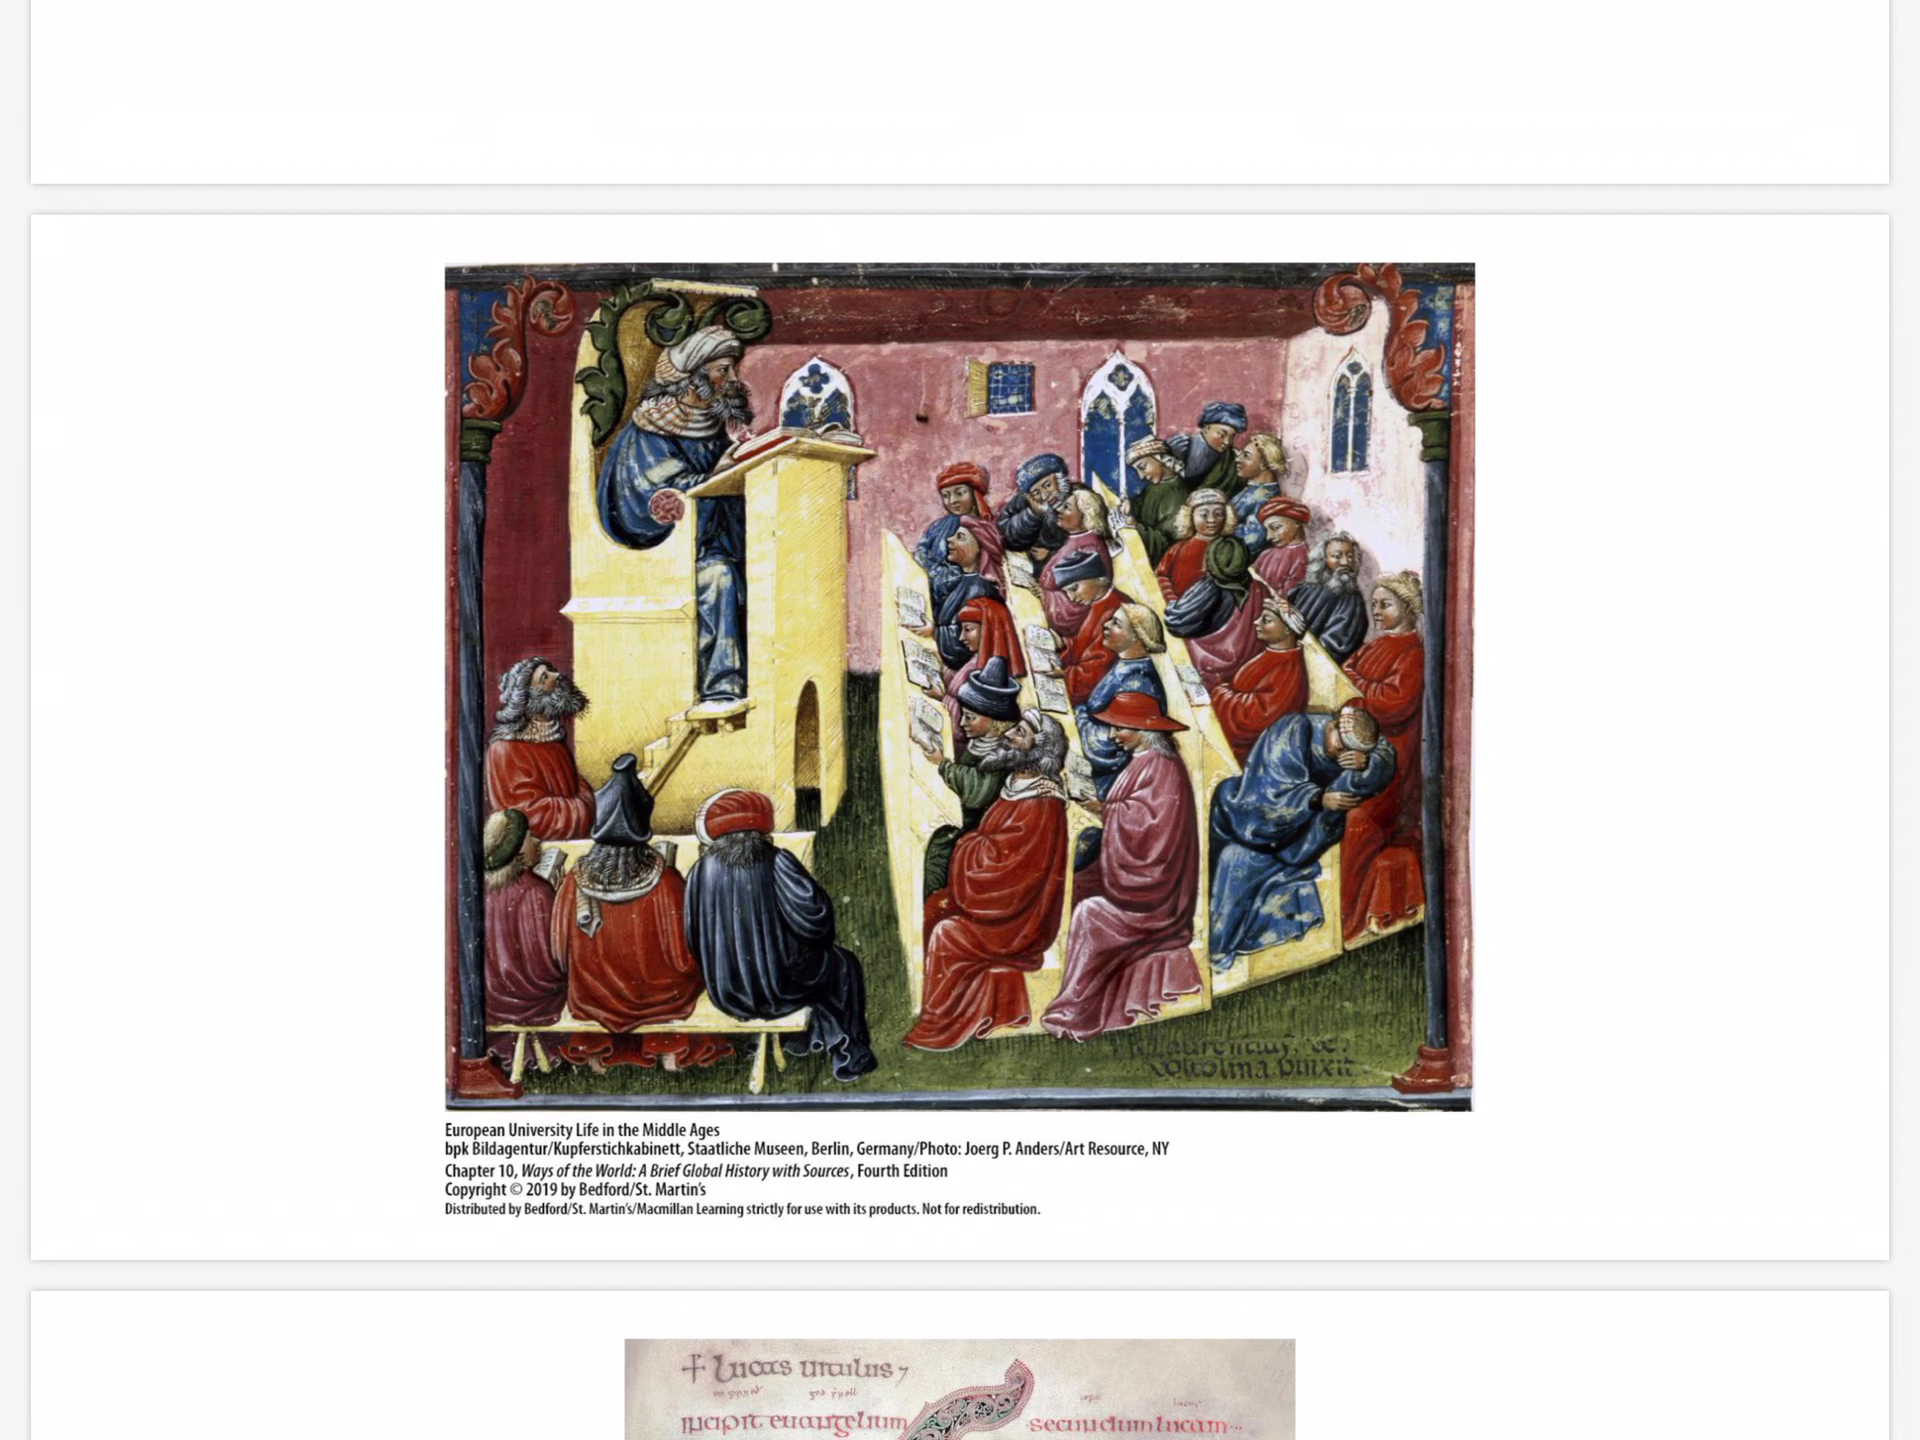 Laurentius. de.
voltolina. pinxit.
European University Life in the Middle Ages
bpk Bildagentur/Kupferstichkabinett, Staatliche Museen, Berlin, Germany/Photo: Joerg P. Anders/Art Resource, NY
Chapter 10, Ways of the World: A Brief Global History with Sources, Fourth Edition
Copyright © 2019 by Bedford/St. Martin's
Distributed by Bedford/St. Martin's/Macmillan Learning strictly for use with its products. Not for redistribution.
+ Lucas uitulus
incipit euangelium secundum lucam